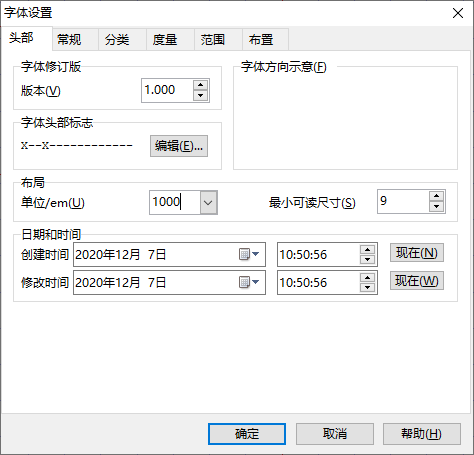 字体设置
头部 常规 分类 度量 范围 布置
字体修订版 字体方向示意(F)
版本(V) 1.000
字体头部标志
x--x------------ 编辑(E)...
布局
单位/em(U) 1000 最小可读尺寸(S) 9
日期和时间
创建时间 2020年12月 7日 10:50:56 现在(N)
修改时间 2020年12月 7日 10:50:56 现在(W)
确定 取消 帮助(H)